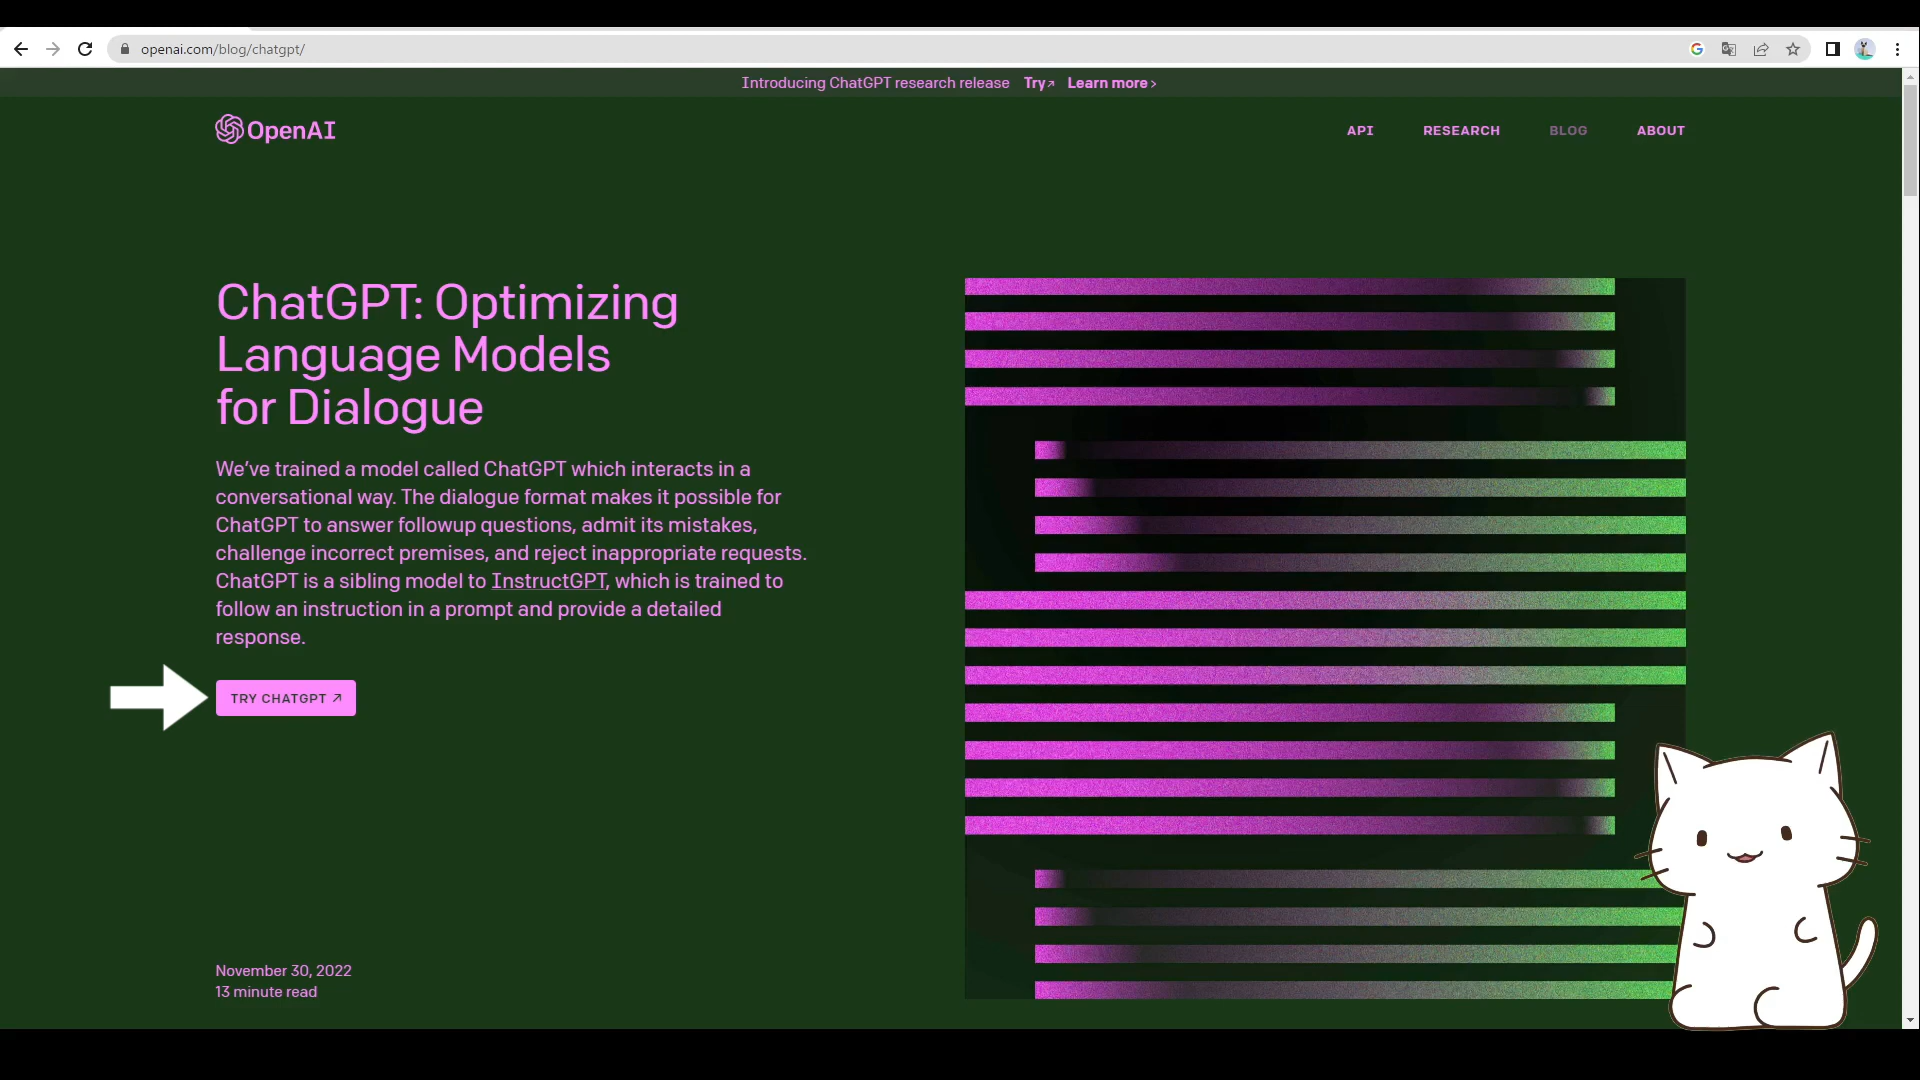 openai.com/blog/chatgpt/
Introducing ChatGPT research release Try↗ Learn more ›
OpenAI
API RESEARCH BLOG ABOUT
ChatGPT: Optimizing
Language Models
for Dialogue
We’ve trained a model called ChatGPT which interacts in a
conversational way. The dialogue format makes it possible for
ChatGPT to answer followup questions, admit its mistakes,
challenge incorrect premises, and reject inappropriate requests.
ChatGPT is a sibling model to InstructGPT, which is trained to
follow an instruction in a prompt and provide a detailed
response.
TRY CHATGPT ↗
November 30, 2022
13 minute read